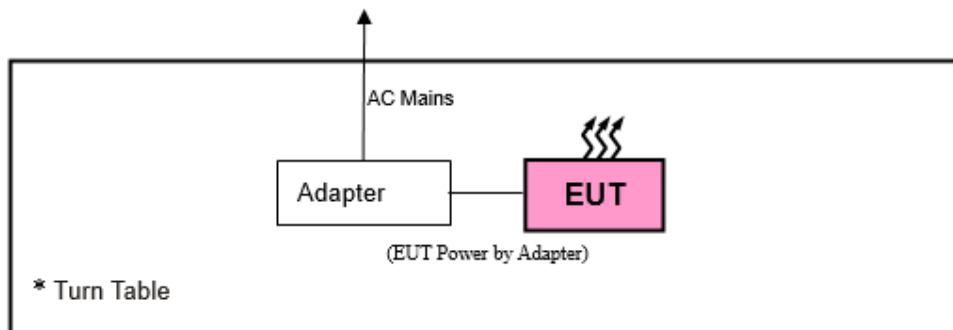 AC Mains
Adapter
EUT
(EUT Power by Adapter)
* Turn Table